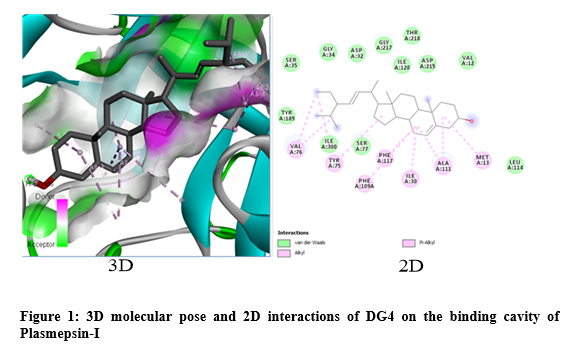 Donor
Acceptor
3D
SER
A:35
GLY
A:34
ASP
A:32
GLY
A:217
THR
A:218
ILE
A:120
ASP
A:215
VAL
A:12
TYR
A:189
VAL
A:76
ILE
A:300
TYR
A:75
SER
A:77
PHE
A:117
PHE
A:109A
ILE
A:30
ALA
A:111
MET
A:13
LEU
A:114
Interactions
van der Waals
Alkyl
Pi-Alkyl
2D
Figure 1: 3D molecular pose and 2D interactions of DG4 on the binding cavity of
Plasmepsin-I